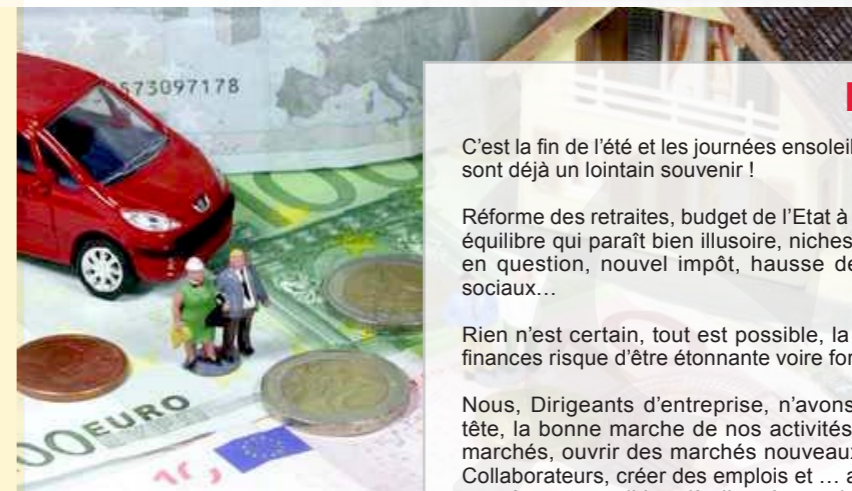 573097178
00 EURO
C'est la fin de l'été et les journées ensoleil
sont déjà un lointain souvenir !
Réforme des retraites, budget de l'Etat à
équilibre qui paraît bien illusoire, niches
en question, nouvel impôt, hausse de
sociaux…
Rien n'est certain, tout est possible, la
finances risque d'être étonnante voire for
Nous, Dirigeants d'entreprise, n'avons
tête, la bonne marche de nos activités
marchés, ouvrir des marchés nouveaux
Collaborateurs, créer des emplois et … a